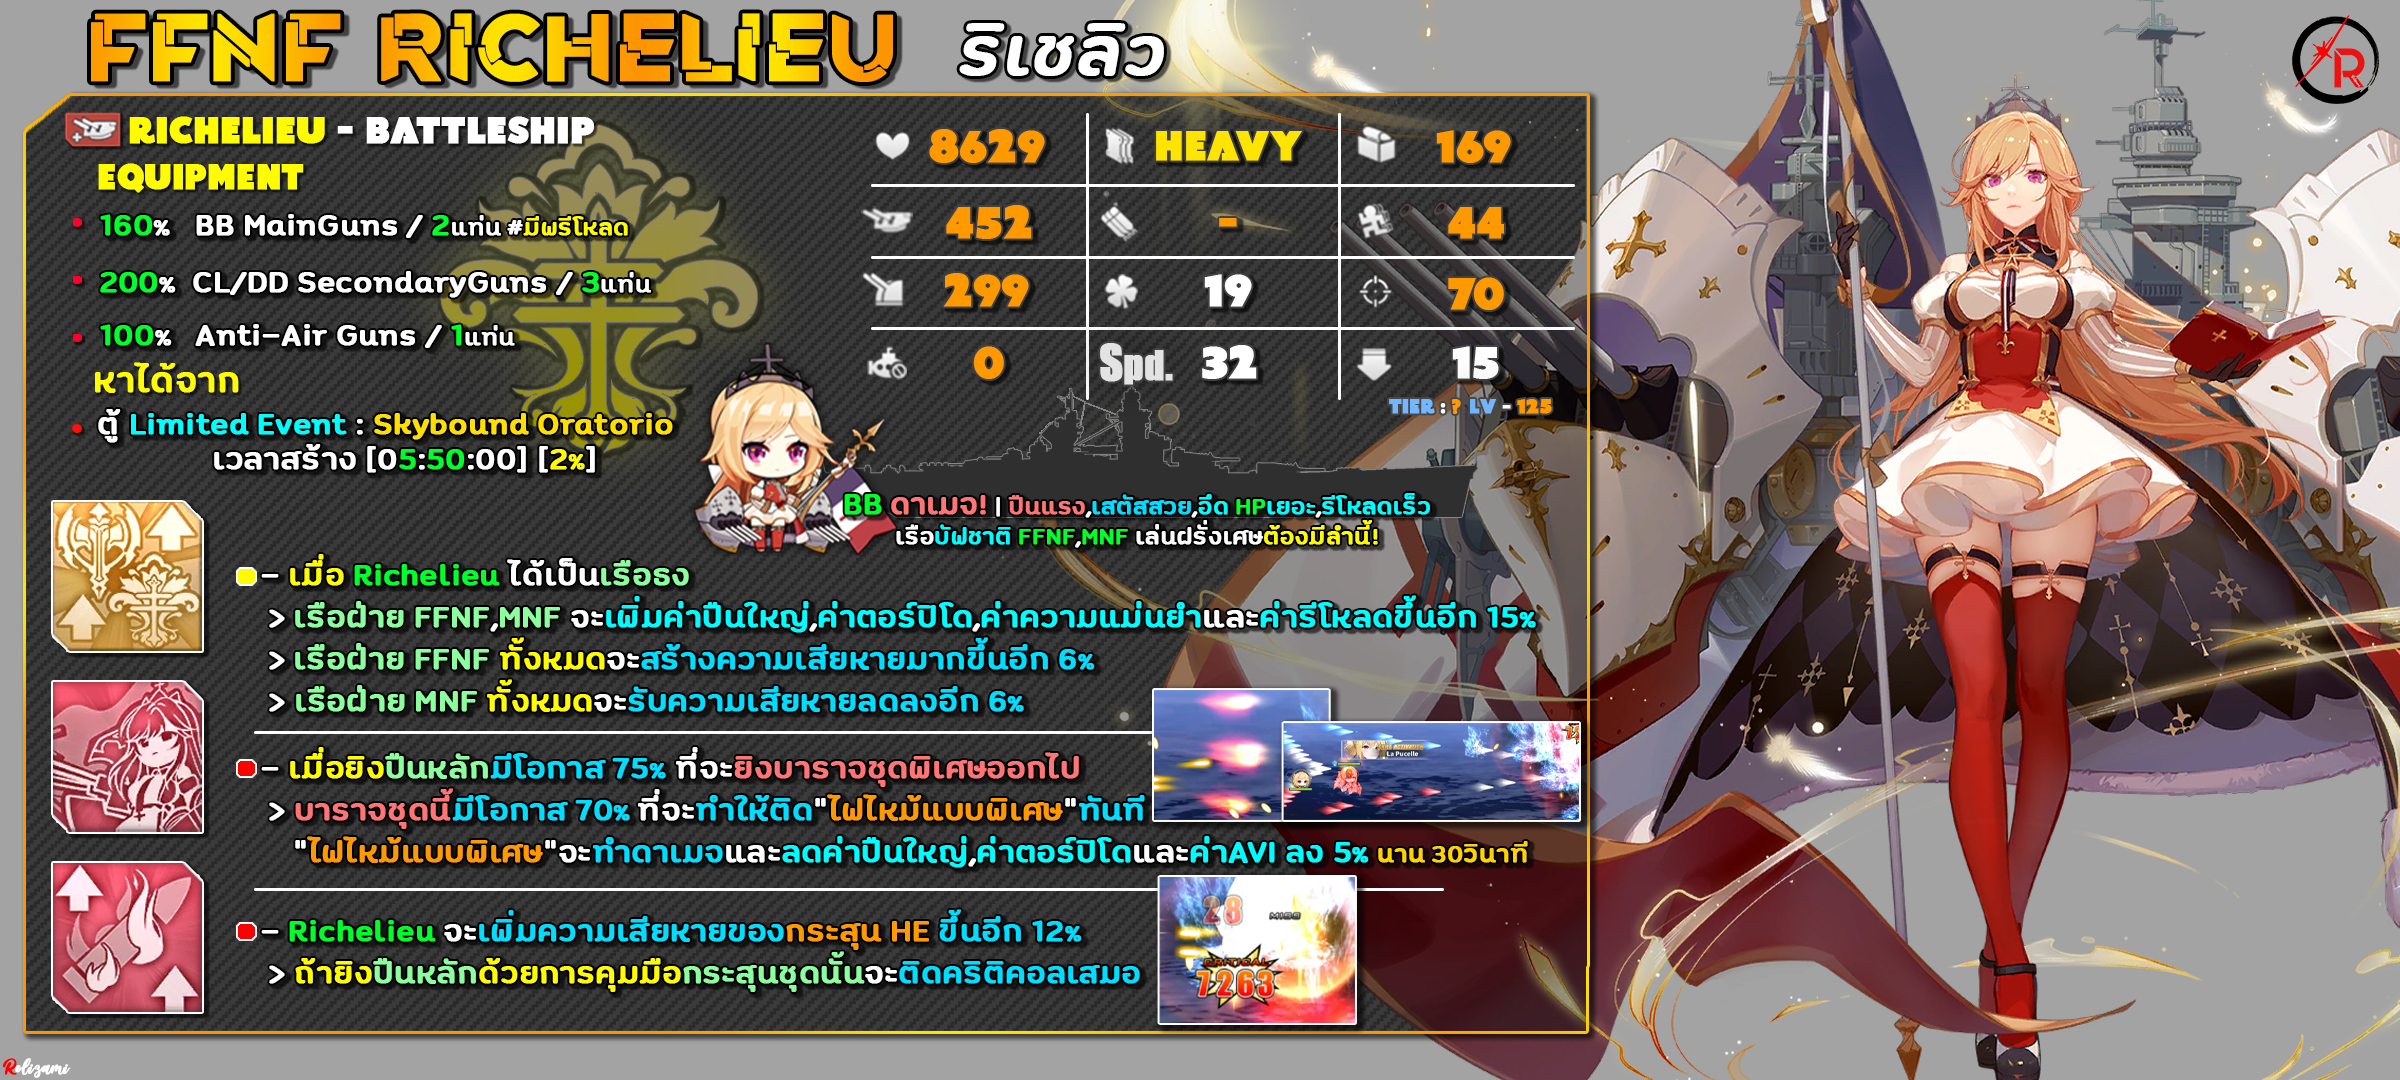 FFNF RICHELIEU ริเชลิว
R
RICHELIEU - BATTLESHIP
EQUIPMENT
160% BB MainGuns / 2แท่น #มีพรีโหลด
200% CL/DD SecondaryGuns / 3แท่น
100% Anti-Air Guns / 1แท่น
หาได้จาก
ตู้ Limited Event : Skybound Oratorio
เวลาสร้าง [05:50:00] [2%]
8629 HEAVY 169
452 - 44
299 19 70
0 Spd. 32 15
TIER : ? LV - 125
BB ดาเมจ! | ปืนแรง,เสตัสสวย,อึด HPเยอะ,รีโหลดเร็ว
เรือบัฟชาติ FFNF,MNF เล่นฝรั่งเศษต้องมีลำนี้!
- เมื่อ Richelieu ได้เป็นเรือธง
> เรือฝ่าย FFNF,MNF จะเพิ่มค่าปืนใหญ่,ค่าตอร์ปิโด,ค่าความแม่นยำและค่ารีโหลดขึ้นอีก 15%
> เรือฝ่าย FFNF ทั้งหมดจะสร้างความเสียหายมากขึ้นอีก 6%
> เรือฝ่าย MNF ทั้งหมดจะรับความเสียหายลดลงอีก 6%
- เมื่อยิงปืนหลักมีโอกาส 75% ที่จะยิงบาราจชุดพิเศษออกไป
> บาราจชุดนี้มีโอกาส 70% ที่จะทำให้ติด"ไฟไหม้แบบพิเศษ"ทันที
"ไฟไหม้แบบพิเศษ"จะทำดาเมจและลดค่าปืนใหญ่,ค่าตอร์ปิโดและค่าAVI ลง 5% นาน 30วินาที
La Pucelle
- Richelieu จะเพิ่มความเสียหายของกระสุน HE ขึ้นอีก 12%
> ถ้ายิงปืนหลักด้วยการคุมมือกระสุนชุดนั้นจะติดคริติคอลเสมอ
28 MISS
CRITICAL
7263
Rolizami